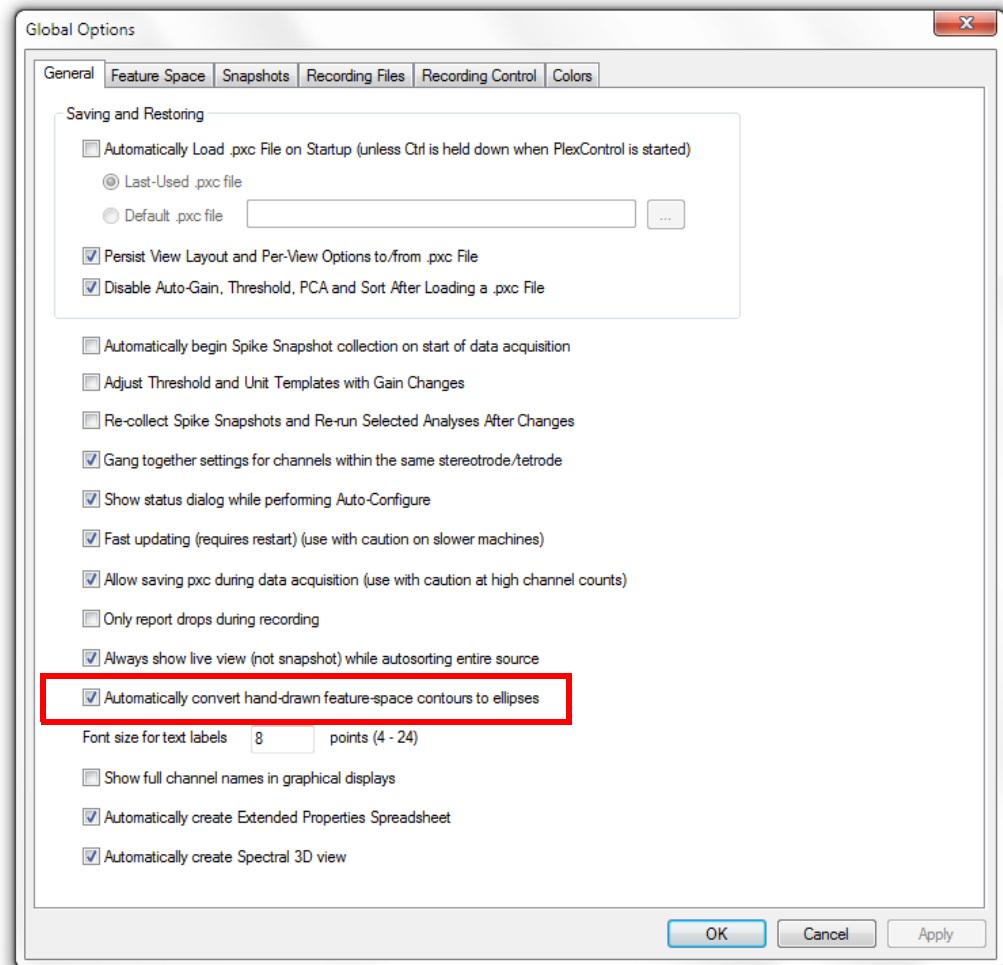 Global Options
General Feature Space Snapshots Recording Files Recording Control Colors
Saving and Restoring
Automatically Load .pxc File on Startup (unless Ctrl is held down when PlexControl is started)
Last-Used .pxc file
Default .pxc file ...
Persist View Layout and Per-View Options to/from .pxc File
Disable Auto-Gain, Threshold, PCA and Sort After Loading a .pxc File
Automatically begin Spike Snapshot collection on start of data acquisition
Adjust Threshold and Unit Templates with Gain Changes
Re-collect Spike Snapshots and Re-run Selected Analyses After Changes
Gang together settings for channels within the same stereotrode/tetrode
Show status dialog while performing Auto-Configure
Fast updating (requires restart) (use with caution on slower machines)
Allow saving pxc during data acquisition (use with caution at high channel counts)
Only report drops during recording
Always show live view (not snapshot) while autosorting entire source
Automatically convert hand-drawn feature-space contours to ellipses
Font size for text labels 8 points (4 - 24)
Show full channel names in graphical displays
Automatically create Extended Properties Spreadsheet
Automatically create Spectral 3D view
OK Cancel Apply